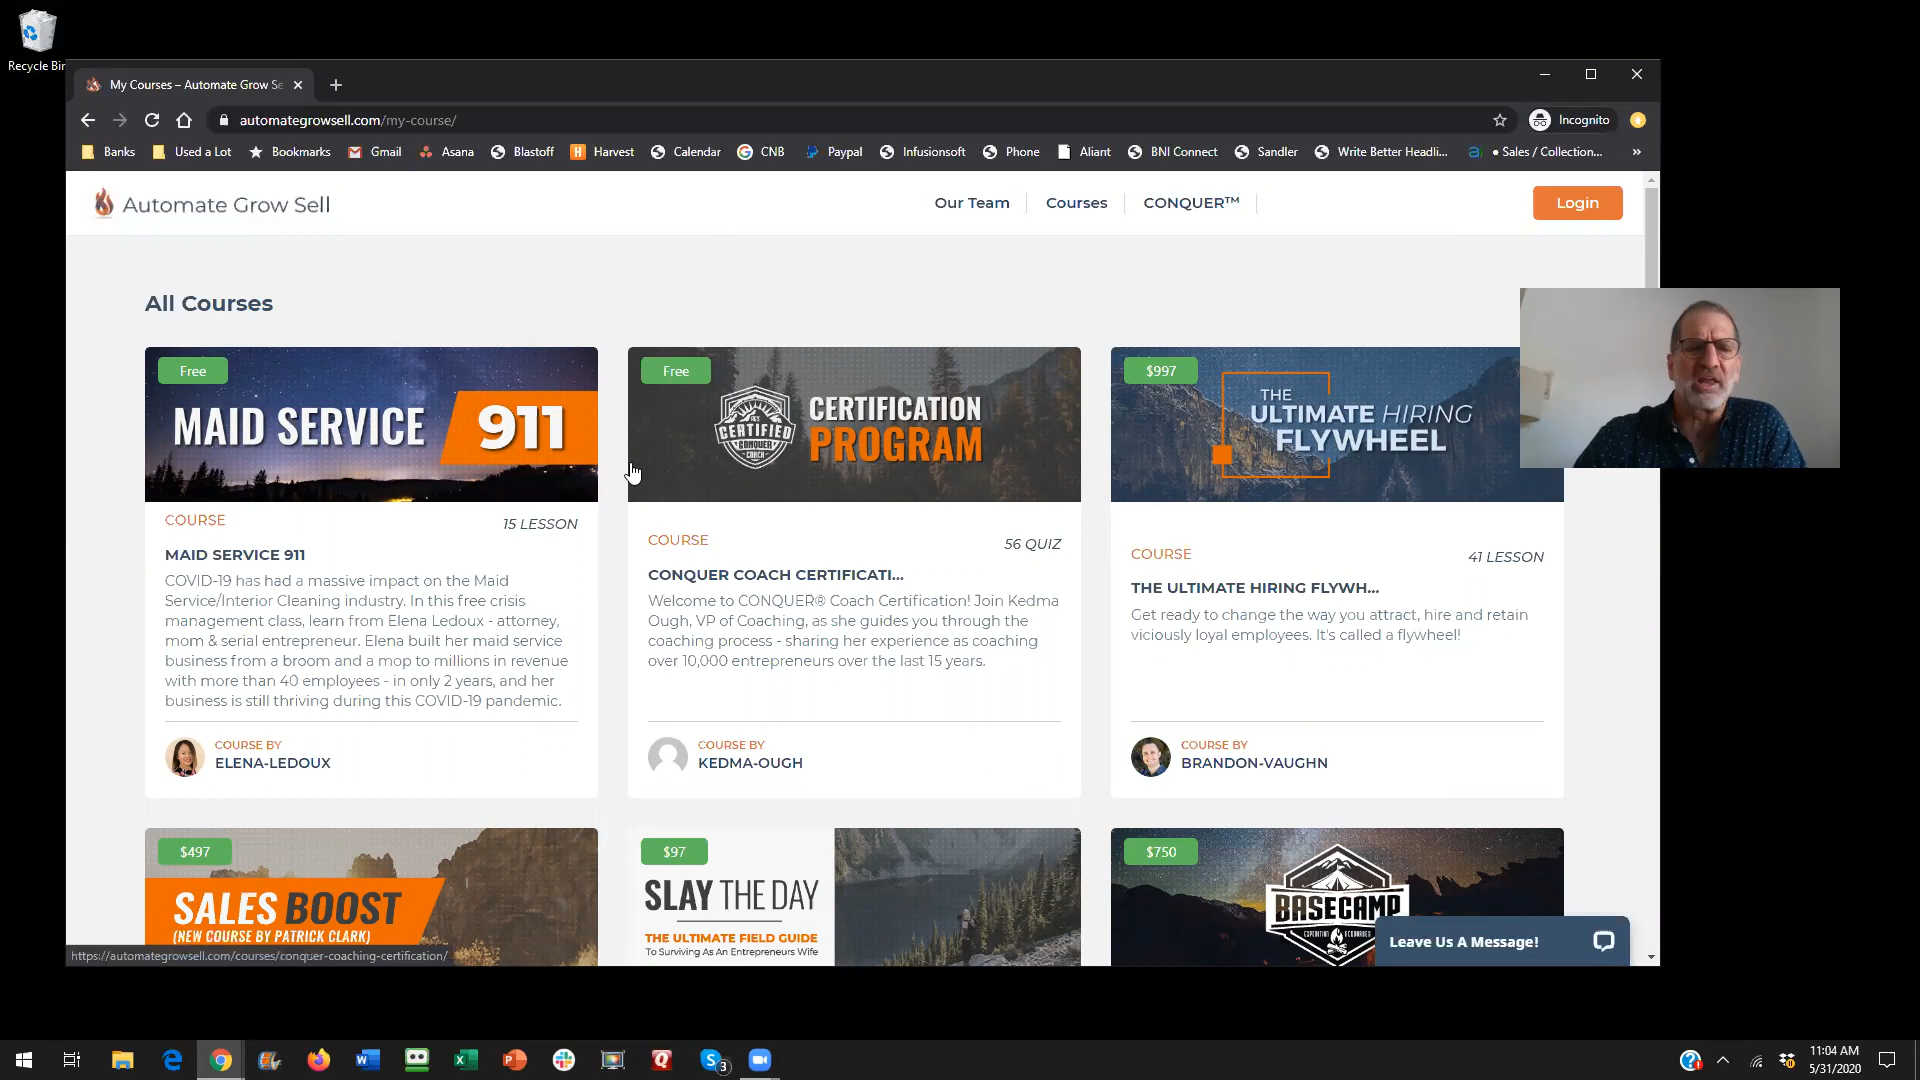 Recycle Bin
My Courses – Automate Grow Se
automategrowsell.com/my-course/
Incognito
Banks
Used a Lot
Bookmarks
Gmail
Asana
Blastoff
Harvest
Calendar
CNB
Paypal
Infusionsoft
Phone
Aliant
BNI Connect
Sandler
Write Better Headli...
• Sales / Collection...
»
Automate Grow Sell
Our Team
Courses
CONQUER™
Login
All Courses
Free
MAID SERVICE 911
COURSE
15 LESSON
MAID SERVICE 911
COVID-19 has had a massive impact on the Maid
Service/Interior Cleaning industry. In this free crisis
management class, learn from Elena Ledoux - attorney,
mom & serial entrepreneur. Elena built her maid service
business from a broom and a mop to millions in revenue
with more than 40 employees - in only 2 years, and her
business is still thriving during this COVID-19 pandemic.
COURSE BY
ELENA-LEDOUX
Free
CERTIFIED
CONQUER
COACH
CERTIFICATION
PROGRAM
COURSE
56 QUIZ
CONQUER COACH CERTIFICATI...
Welcome to CONQUER® Coach Certification! Join Kedma
Ough, VP of Coaching, as she guides you through the
coaching process - sharing her experience as coaching
over 10,000 entrepreneurs over the last 15 years.
COURSE BY
KEDMA-OUGH
$997
THE
ULTIMATE HIRING
FLYWHEEL
COURSE
41 LESSON
THE ULTIMATE HIRING FLYWH...
Get ready to change the way you attract, hire and retain
viciously loyal employees. It's called a flywheel!
COURSE BY
BRANDON-VAUGHN
$497
SALES BOOST
(NEW COURSE BY PATRICK CLARK)
$97
SLAY THE DAY
THE ULTIMATE FIELD GUIDE
To Surviving As An Entrepreneurs Wife
$750
BASECAMP
Leave Us A Message!
https://automategrowsell.com/courses/conquer-coaching-certification/
3
11:04 AM
5/31/2020